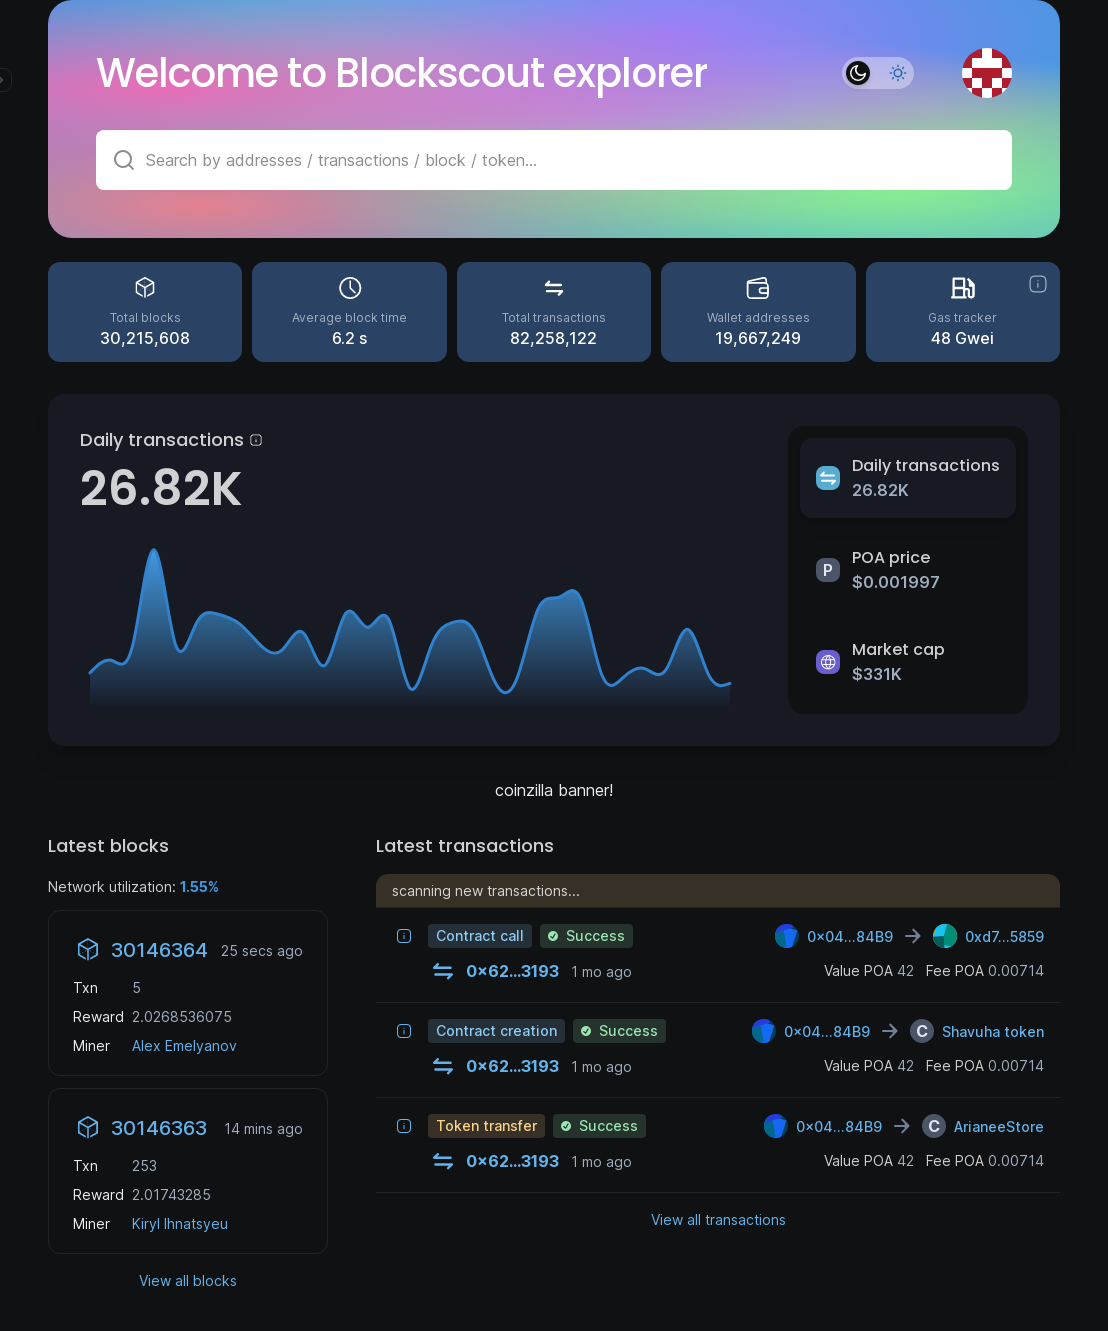 Welcome to Blockscout explorer
Search by addresses / transactions / block / token...
Total blocks
30,215,608
Average block time
6.2 s
Total transactions
82,258,122
Wallet addresses
19,667,249
Gas tracker
48 Gwei
Daily transactions
26.82K
Daily transactions
26.82K
P
POA price
$0.001997
Market cap
$331K
coinzilla banner!
Latest blocks
Network utilization: 1.55%
30146364 25 secs ago
Txn 5
Reward 2.0268536075
Miner Alex Emelyanov
30146363 14 mins ago
Txn 253
Reward 2.01743285
Miner Kiryl Ihnatsyeu
View all blocks
Latest transactions
scanning new transactions...
Contract call Success 0x04...84B9 0xd7...5859
0x62...3193 1 mo ago Value POA 42 Fee POA 0.00714
Contract creation Success 0x04...84B9 C Shavuha token
0x62...3193 1 mo ago Value POA 42 Fee POA 0.00714
Token transfer Success 0x04...84B9 C ArianeeStore
0x62...3193 1 mo ago Value POA 42 Fee POA 0.00714
View all transactions